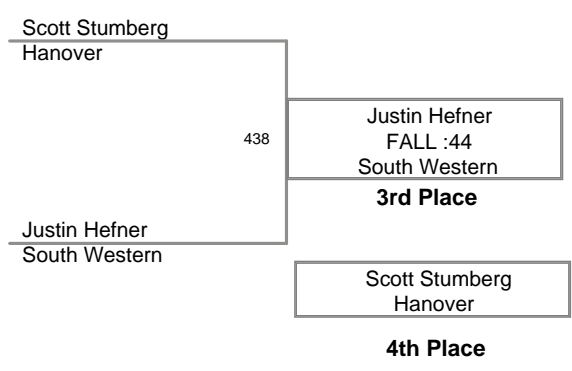 Scott Stumberg
Hanover
438
Justin Hefner
FALL :44
South Western
3rd Place
Justin Hefner
South Western
Scott Stumberg
Hanover
4th Place